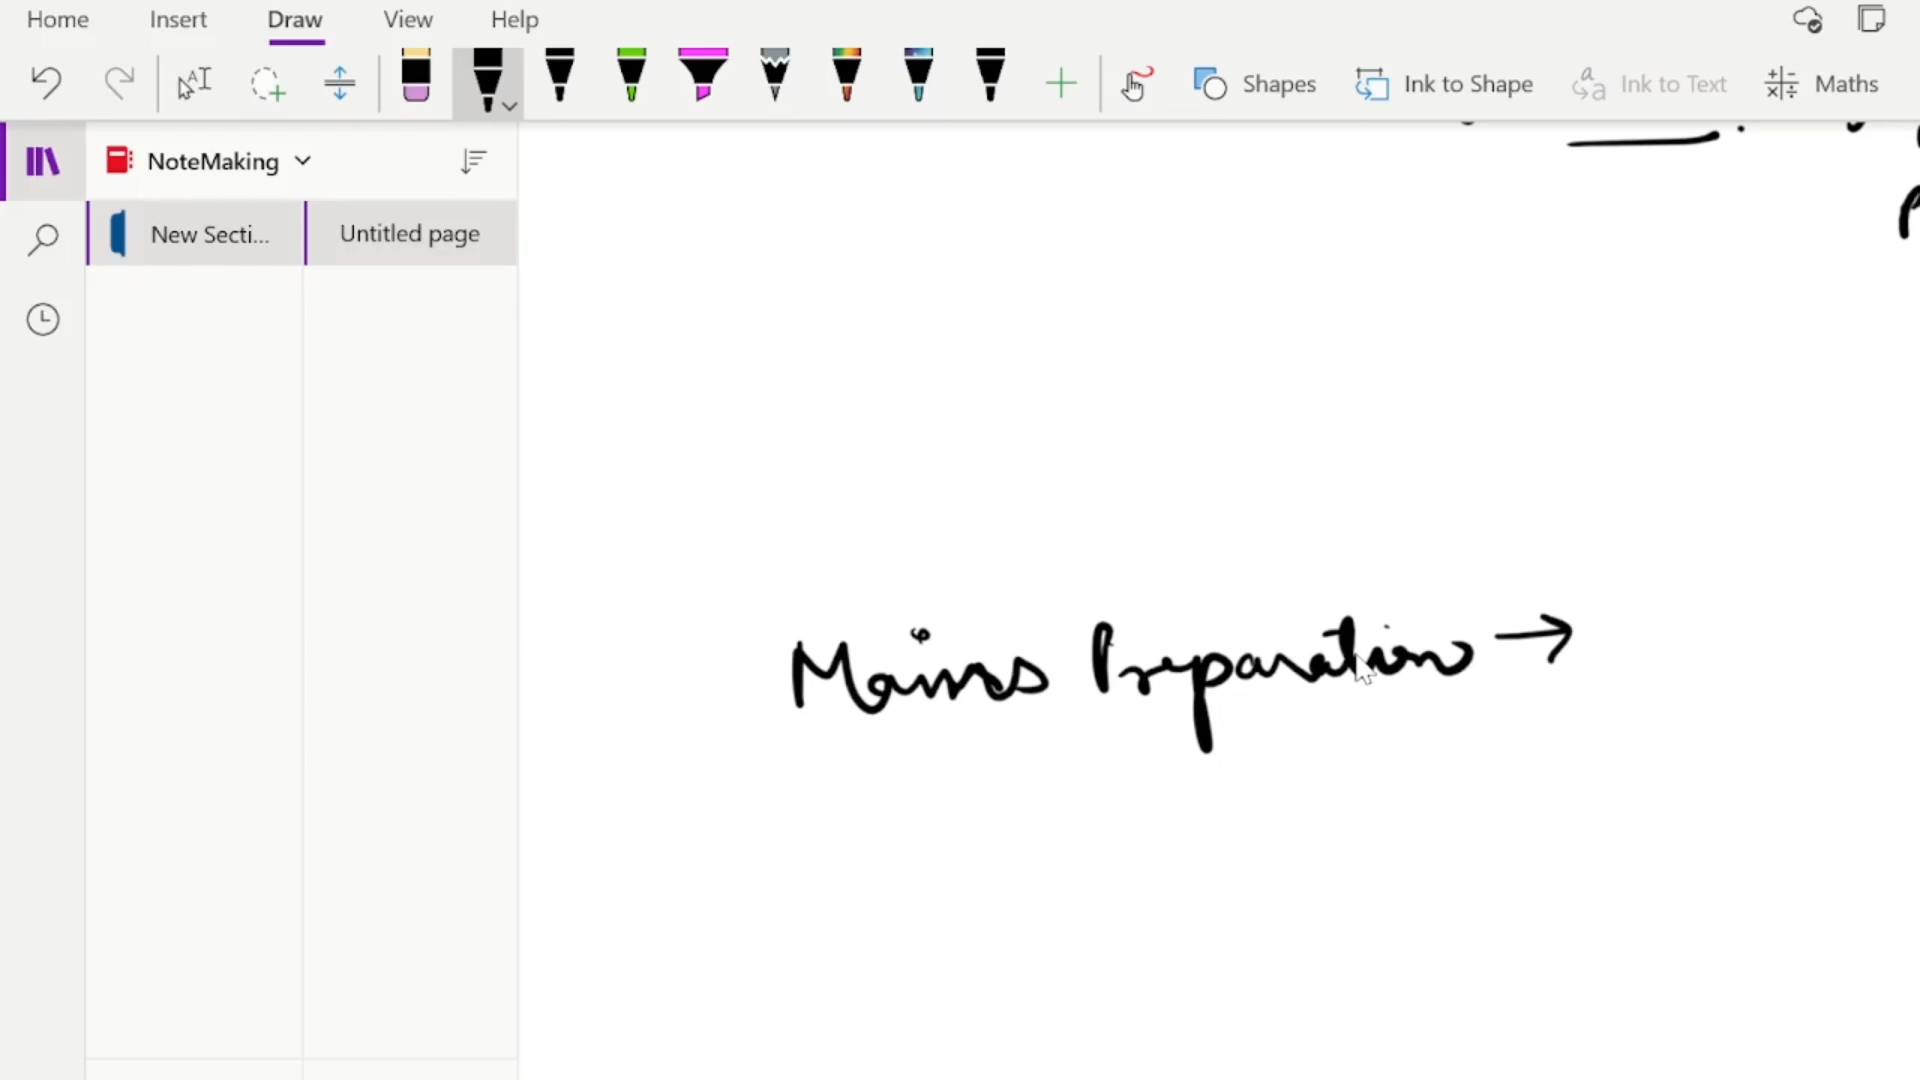 Home Insert Draw View Help
Shapes Ink to Shape Ink to Text Maths
NoteMaking
New Secti... Untitled page
Mains Preparation →